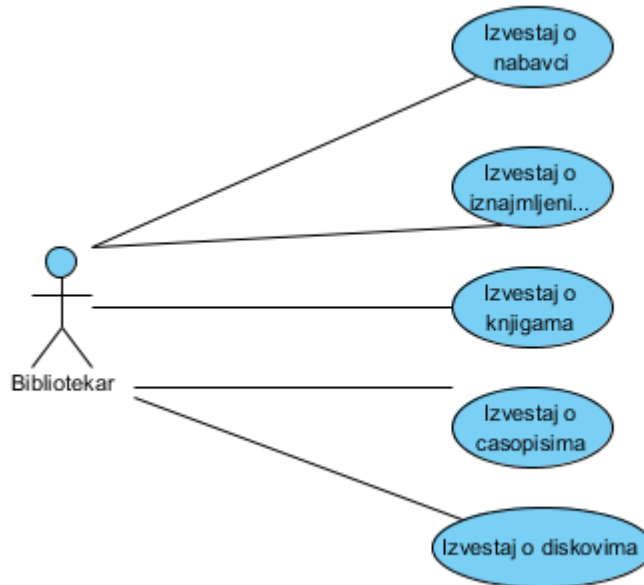 Izvestaj o
nabavci
Izvestaj o
iznajmljeni...
Izvestaj o
knjigama
Bibliotekar
Izvestaj o
casopisima
Izvestaj o diskovima